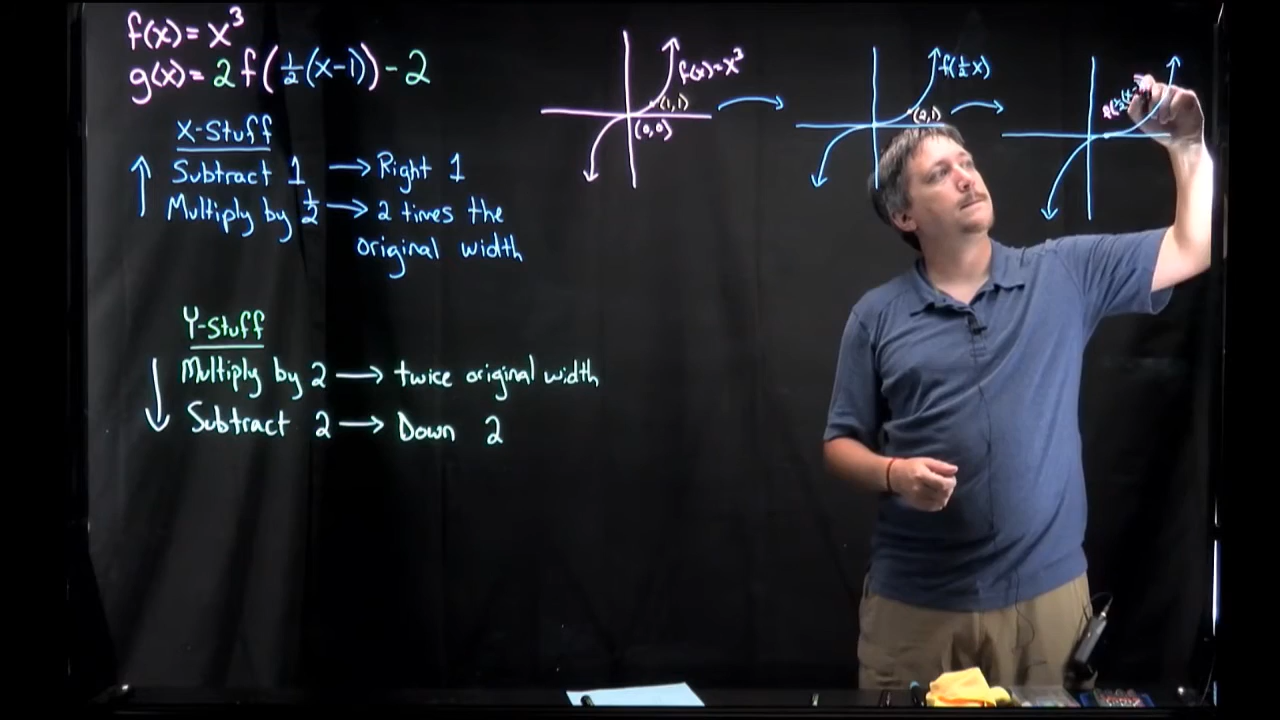 f(x) = x³
g(x) = 2f(½(x-1)) - 2
X-Stuff
Subtract 1 → Right 1
Multiply by ½ → 2 times the
original width
Y-Stuff
Multiply by 2 → twice original width
Subtract 2 → Down 2
f(x)=x³
(1,1)
(0,0)
f(½x)
(2,1)
f(½(x-